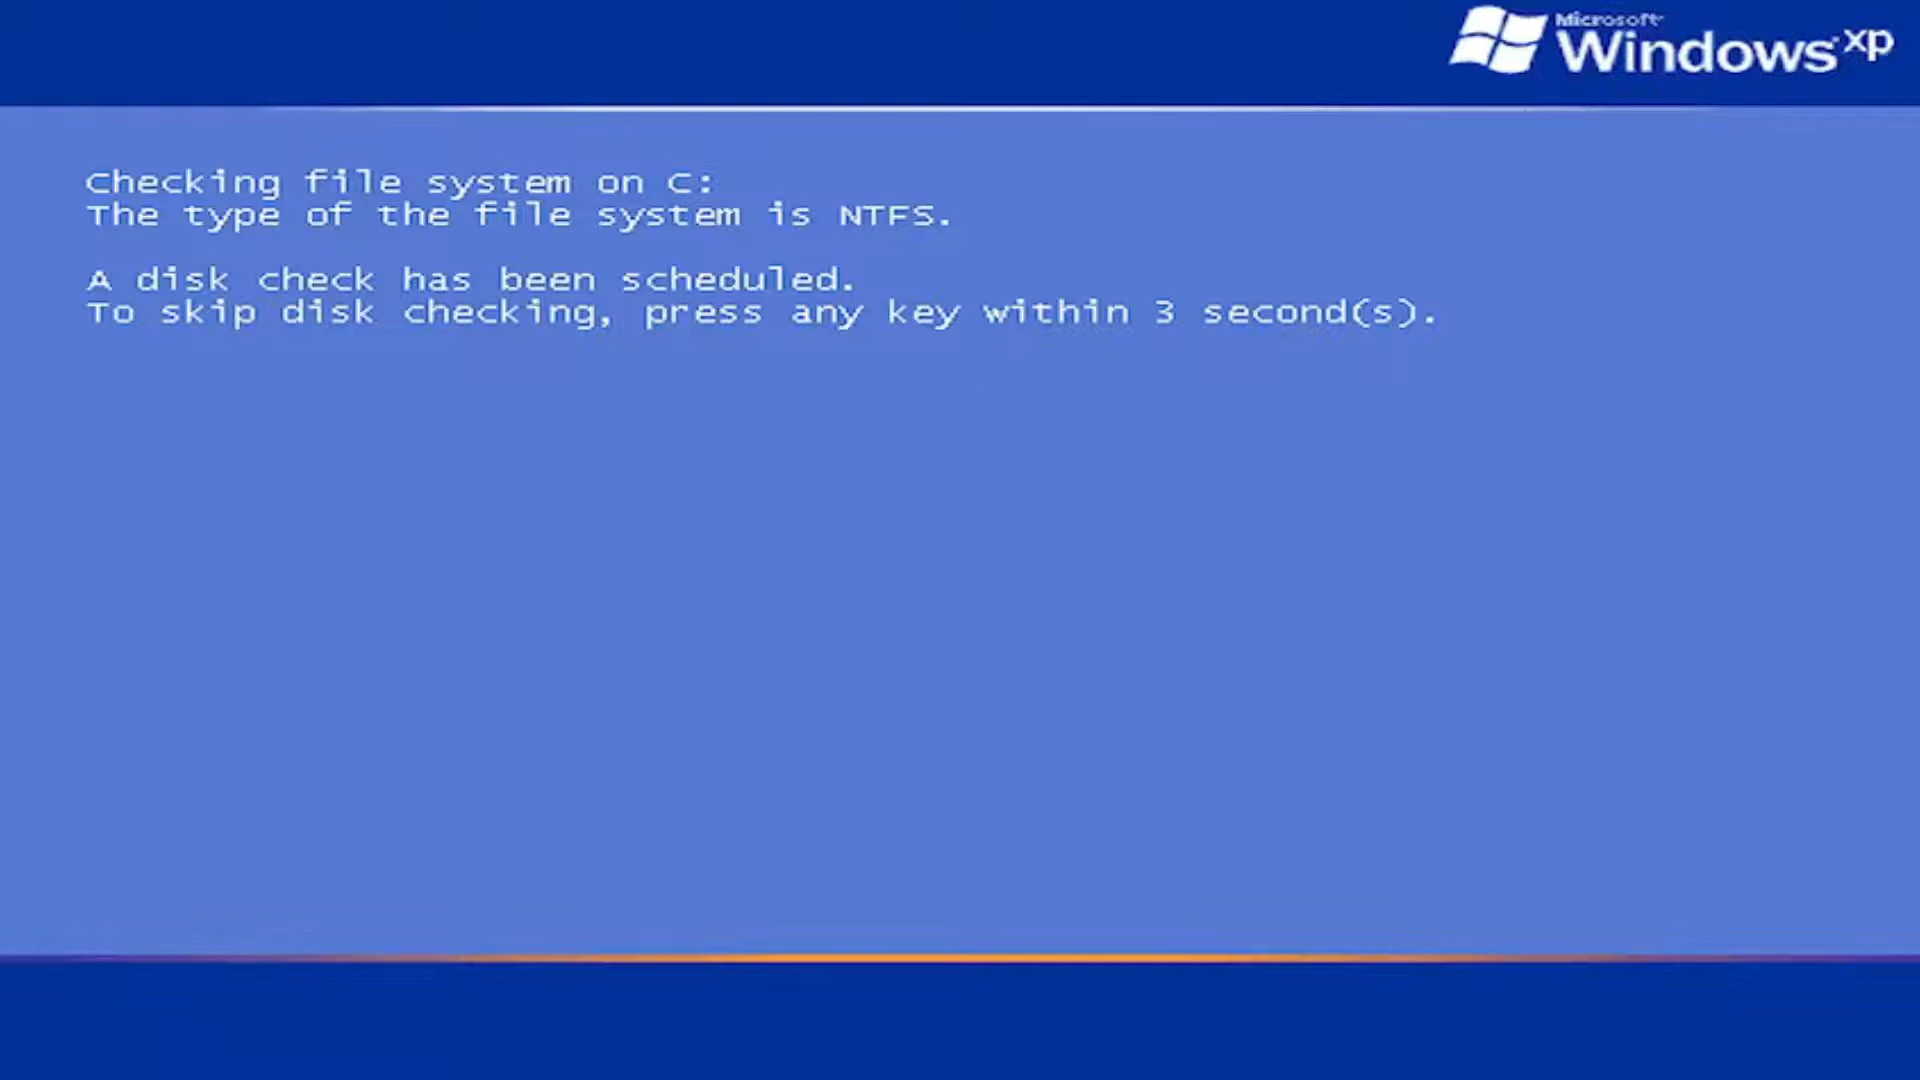 Microsoft
Windows xp
Checking file system on C:
The type of the file system is NTFS.
A disk check has been scheduled.
To skip disk checking, press any key within 3 second(s).